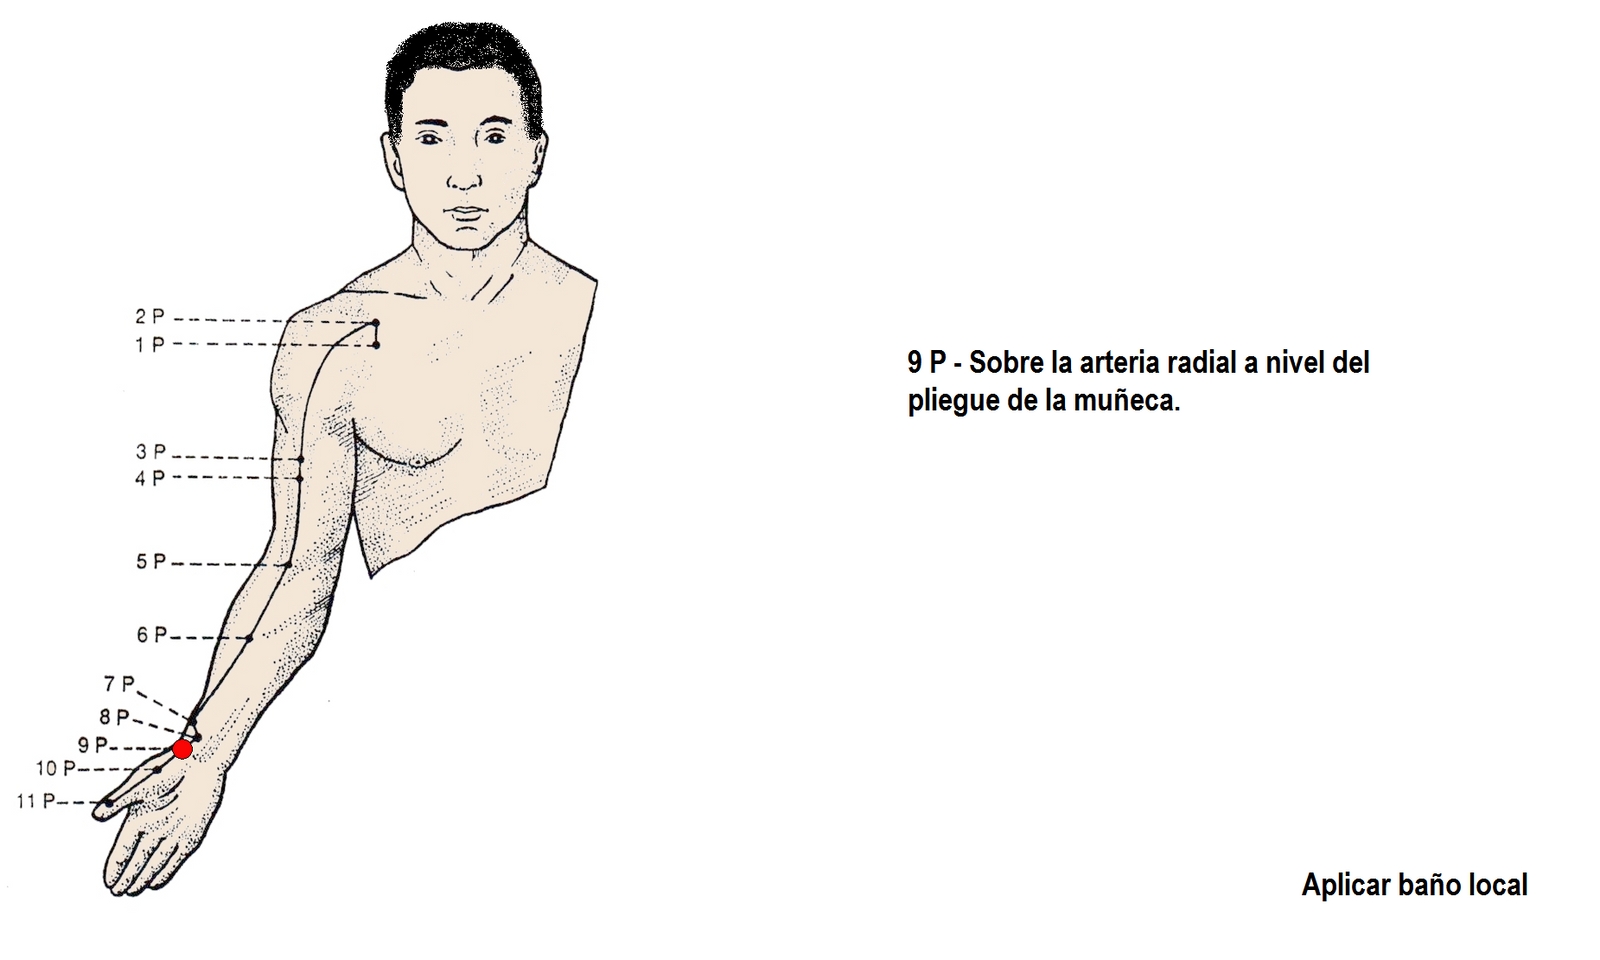 2 P
1 P
3 P
4 P
5 P
6 P
7 P
8 P
9 P
10 P
11 P
9 P - Sobre la arteria radial a nivel del
pliegue de la muñeca.
Aplicar baño local